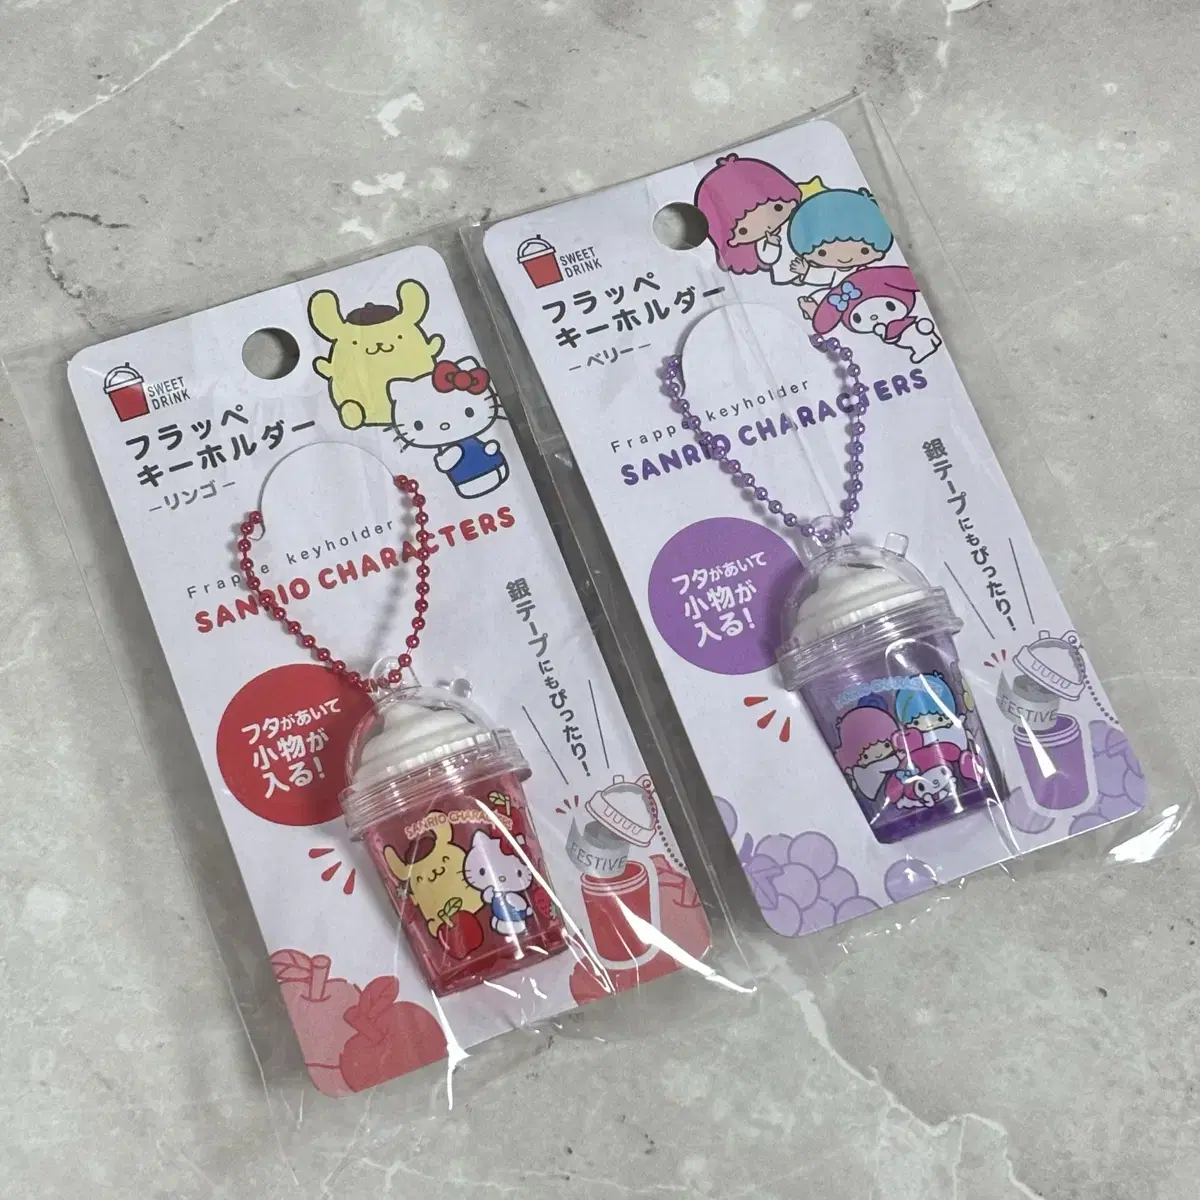 SWEET
DRINK
フラッペ
キーホルダー
-リンゴ-
Frappe keyholder
SANRIO CHARACTERS
フタがあいて
小物が
入る!
銀テープにもぴったり!
FESTIVE
SANRIO CHARACTERS
SWEET
DRINK
フラッペ
キーホルダー
-ベリー-
Frappe keyholder
SANRIO CHARACTERS
フタがあいて
小物が
入る!
銀テープにもぴったり!
FESTIVE